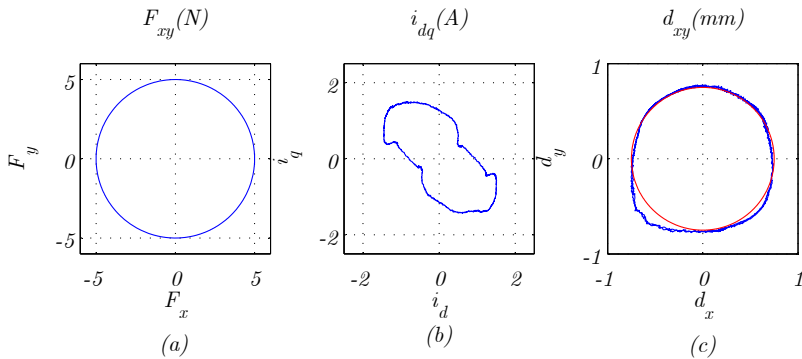 F_xy(N)
5
0
-5
F_y
-5 0 5
F_x
(a)
i_dq(A)
2
0
-2
i_q
-2 0 2
i_d
(b)
d_xy(mm)
1
0
-1
d_y
-1 0 1
d_x
(c)